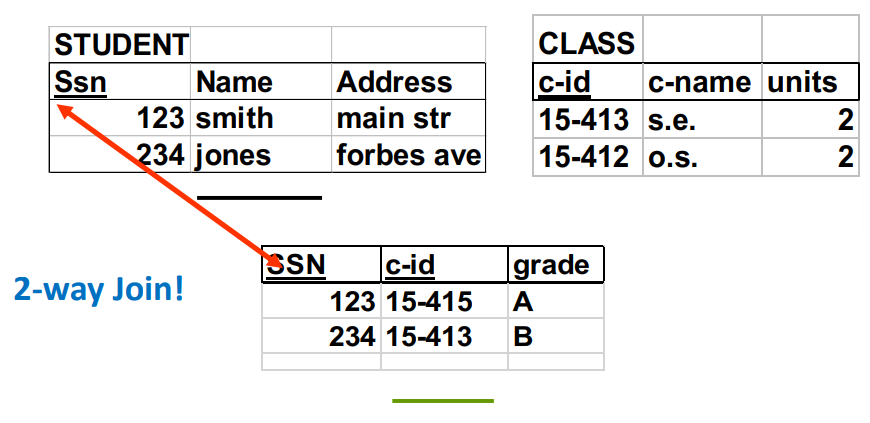 STUDENT
Ssn Name Address
123 smith main str
234 jones forbes ave
CLASS
c-id c-name units
15-413 s.e. 2
15-412 o.s. 2
2-way Join!
SSN c-id grade
123 15-415 A
234 15-413 B